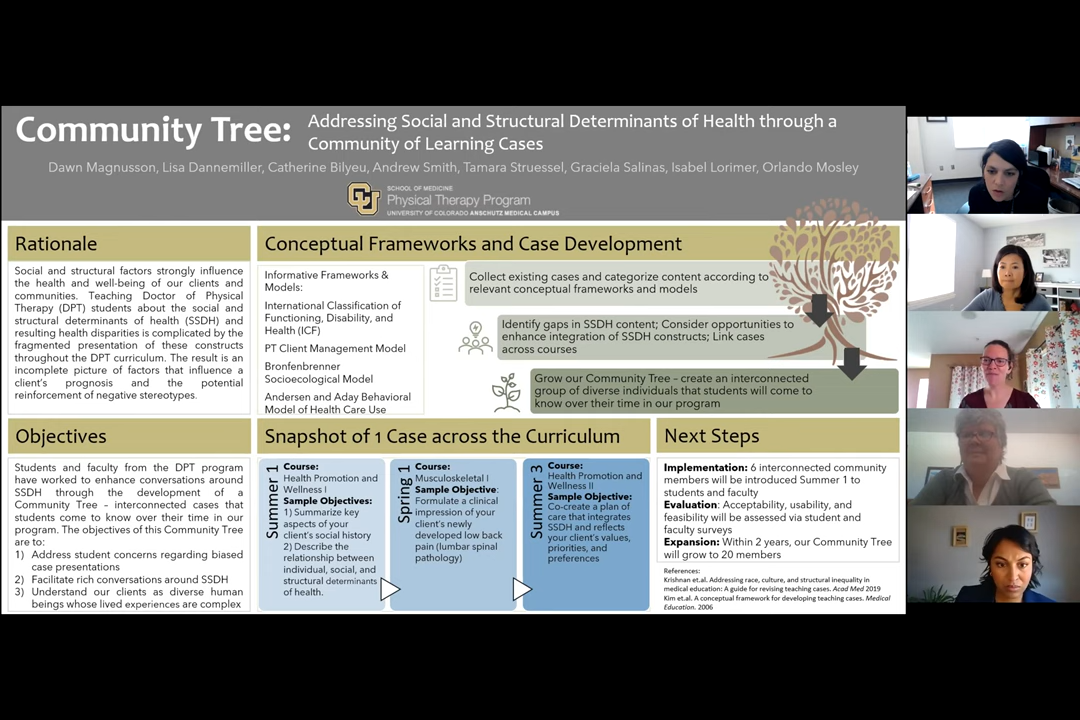 Community Tree:
Addressing Social and Structural Determinants of Health through a
Community of Learning Cases
Dawn Magnusson, Lisa Dannemiller, Catherine Bilyeu, Andrew Smith, Tamara Struessel, Graciela Salinas, Isabel Lorimer, Orlando Mosley
CU
SCHOOL OF MEDICINE
Physical Therapy Program
UNIVERSITY OF COLORADO ANSCHUTZ MEDICAL CAMPUS
Rationale
Social and structural factors strongly influence
the health and well-being of our clients and
communities. Teaching Doctor of Physical
Therapy (DPT) students about the social and
structural determinants of health (SSDH) and
resulting health disparities is complicated by the
fragmented presentation of these constructs
throughout the DPT curriculum. The result is an
incomplete picture of factors that influence a
client's prognosis and the potential
reinforcement of negative stereotypes.
Conceptual Frameworks and Case Development
Informative Frameworks &
Models:
International Classification of
Functioning, Disability, and
Health (ICF)
PT Client Management Model
Bronfenbrenner
Socioecological Model
Andersen and Aday Behavioral
Model of Health Care Use
Collect existing cases and categorize content according to
relevant conceptual frameworks and models
Identify gaps in SSDH content; Consider opportunities to
enhance integration of SSDH constructs; Link cases
across courses
Grow our Community Tree – create an interconnected
group of diverse individuals that students will come to
know over their time in our program
Objectives
Students and faculty from the DPT program
have worked to enhance conversations around
SSDH through the development of a
Community Tree – interconnected cases that
students come to know over their time in our
program. The objectives of this Community Tree
are to:
1) Address student concerns regarding biased
case presentations
2) Facilitate rich conversations around SSDH
3) Understand our clients as diverse human
beings whose lived experiences are complex
Snapshot of 1 Case across the Curriculum
Summer 1
Course:
Health Promotion and
Wellness I
Sample Objectives:
1) Summarize key
aspects of your
client's social history
2) Describe the
relationship between
individual, social, and
structural determinants
of health.
Spring 1
Course:
Musculoskeletal I
Sample Objective:
Formulate a clinical
impression of your
client's newly
developed low back
pain (lumbar spinal
pathology)
Summer 3
Course:
Health Promotion and
Wellness II
Sample Objective:
Co-create a plan of
care that integrates
SSDH and reflects
your client's values,
priorities, and
preferences
Next Steps
Implementation: 6 interconnected community
members will be introduced Summer 1 to
students and faculty
Evaluation: Acceptability, usability, and
feasibility will be assessed via student and
faculty surveys
Expansion: Within 2 years, our Community Tree
will grow to 20 members
References:
Krishnan et.al. Addressing race, culture, and structural inequality in
medical education: A guide for revising teaching cases. Acad Med 2019
Kim et.al. A conceptual framework for developing teaching cases. Medical
Education. 2006